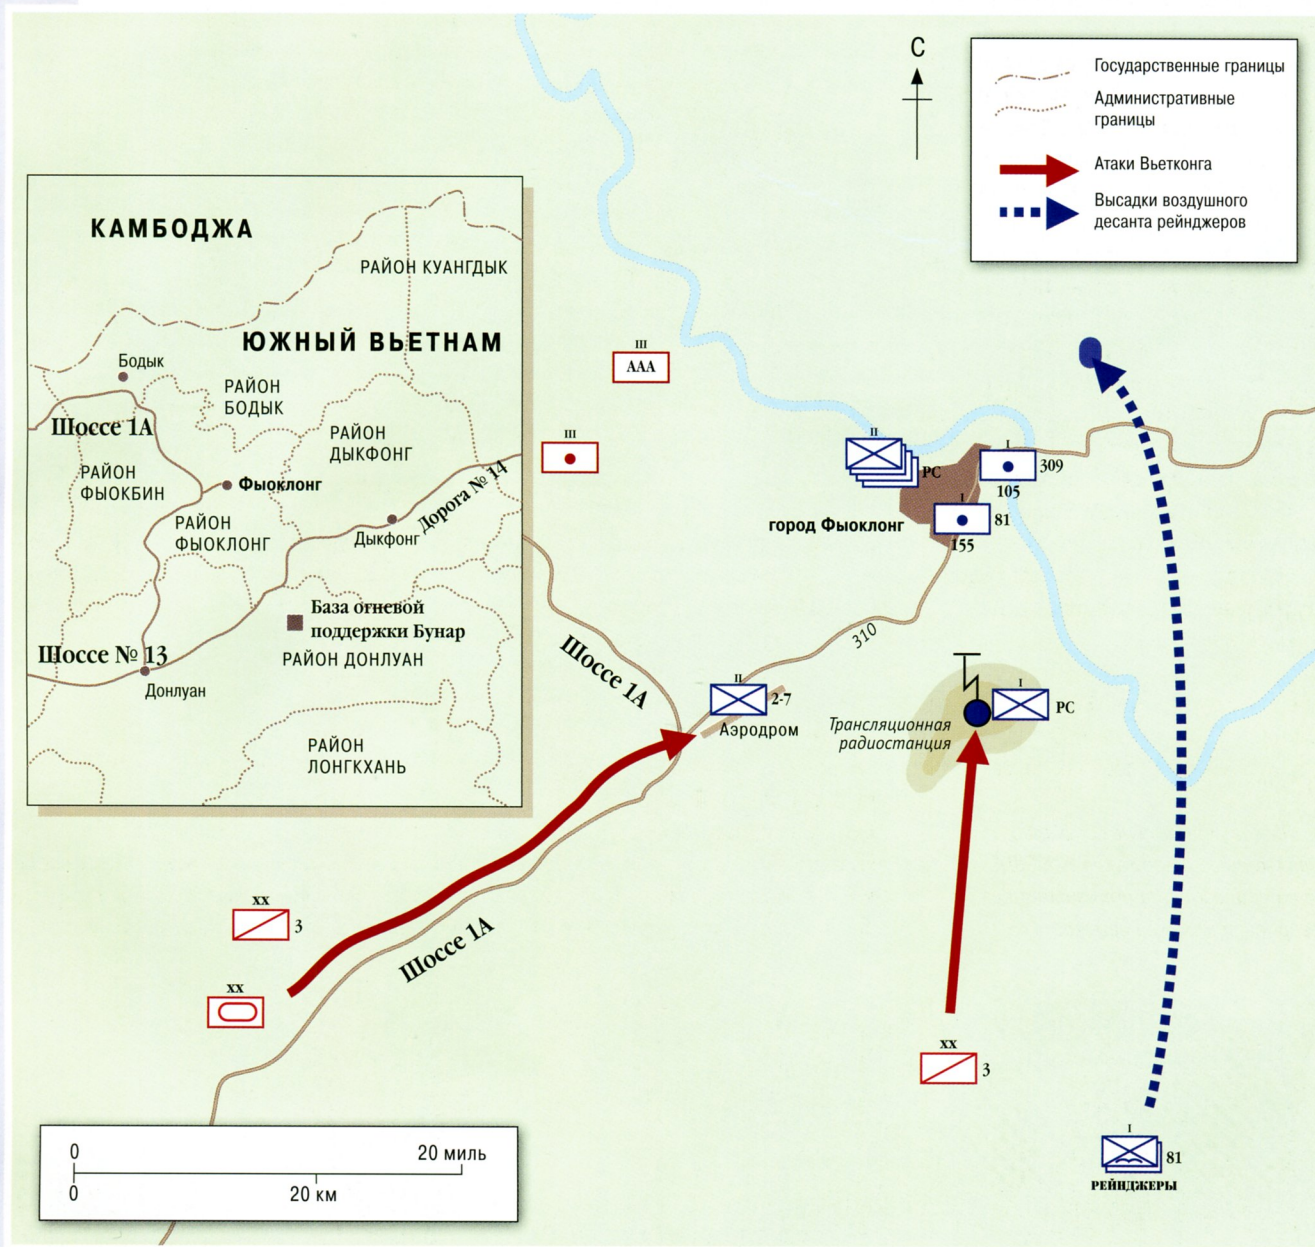 С
Государственные границы
Административные
границы
Атаки Вьетконга
Высадки воздушного
десанта рейнджеров
КАМБОДЖА
РАЙОН КУАНГДЫК
ЮЖНЫЙ ВЬЕТНАМ
Бодык
РАЙОН
БОДЫК
Шоссе 1А
РАЙОН
ДЫКФОНГ
РАЙОН
ФЫОКБИН
Фыоклонг
Дорога № 14
РАЙОН
ФЫОКЛОНГ
Дыкфонг
База огневой
поддержки Бунар
Шоссе № 13
РАЙОН ДОНЛУАН
Донлуан
РАЙОН
ЛОНГКХАНЬ
III
ААА
III
II
РС
I
309
105
город Фыоклонг
I
81
155
310
Шоссе 1А
II
2-7
Аэродром
Трансляционная
радиостанция
I
РС
Шоссе 1А
XX
3
XX
XX
3
I
81
РЕЙНДЖЕРЫ
0
20 миль
0
20 км